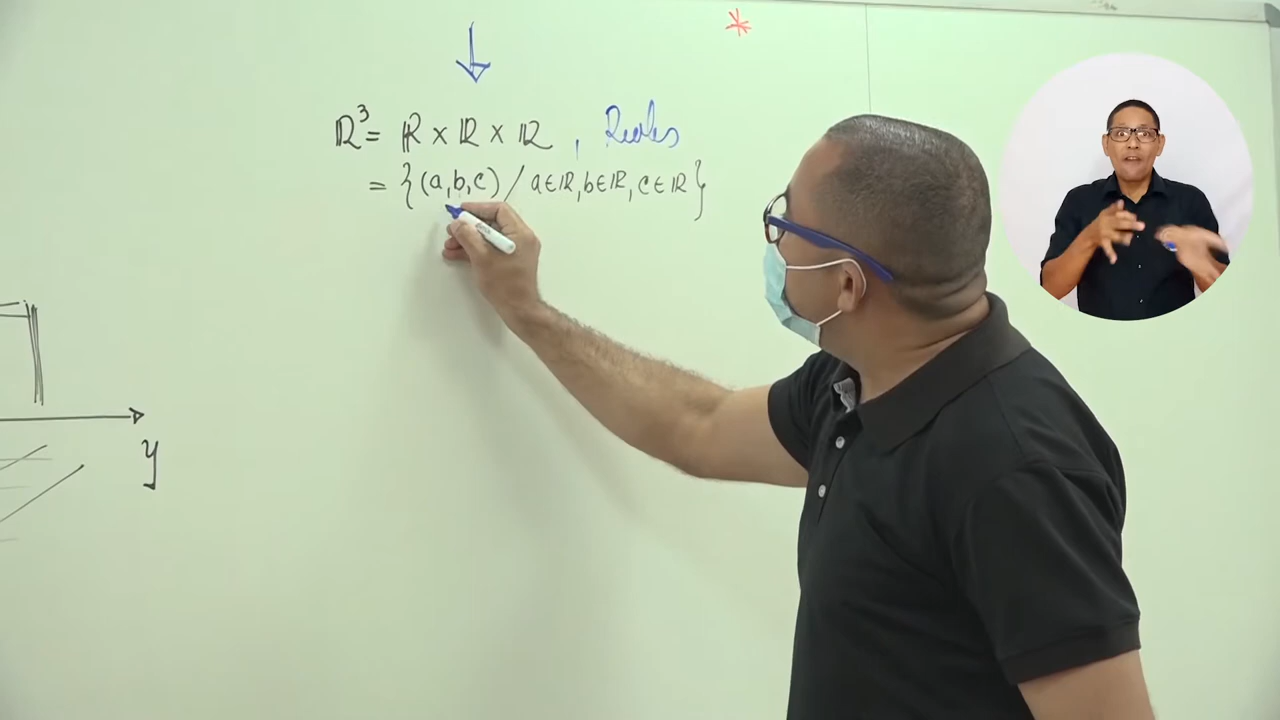 ℝ³ = ℝ × ℝ × ℝ , Reales
= {(a,b,c) / a∈ℝ, b∈ℝ, c∈ℝ}
y